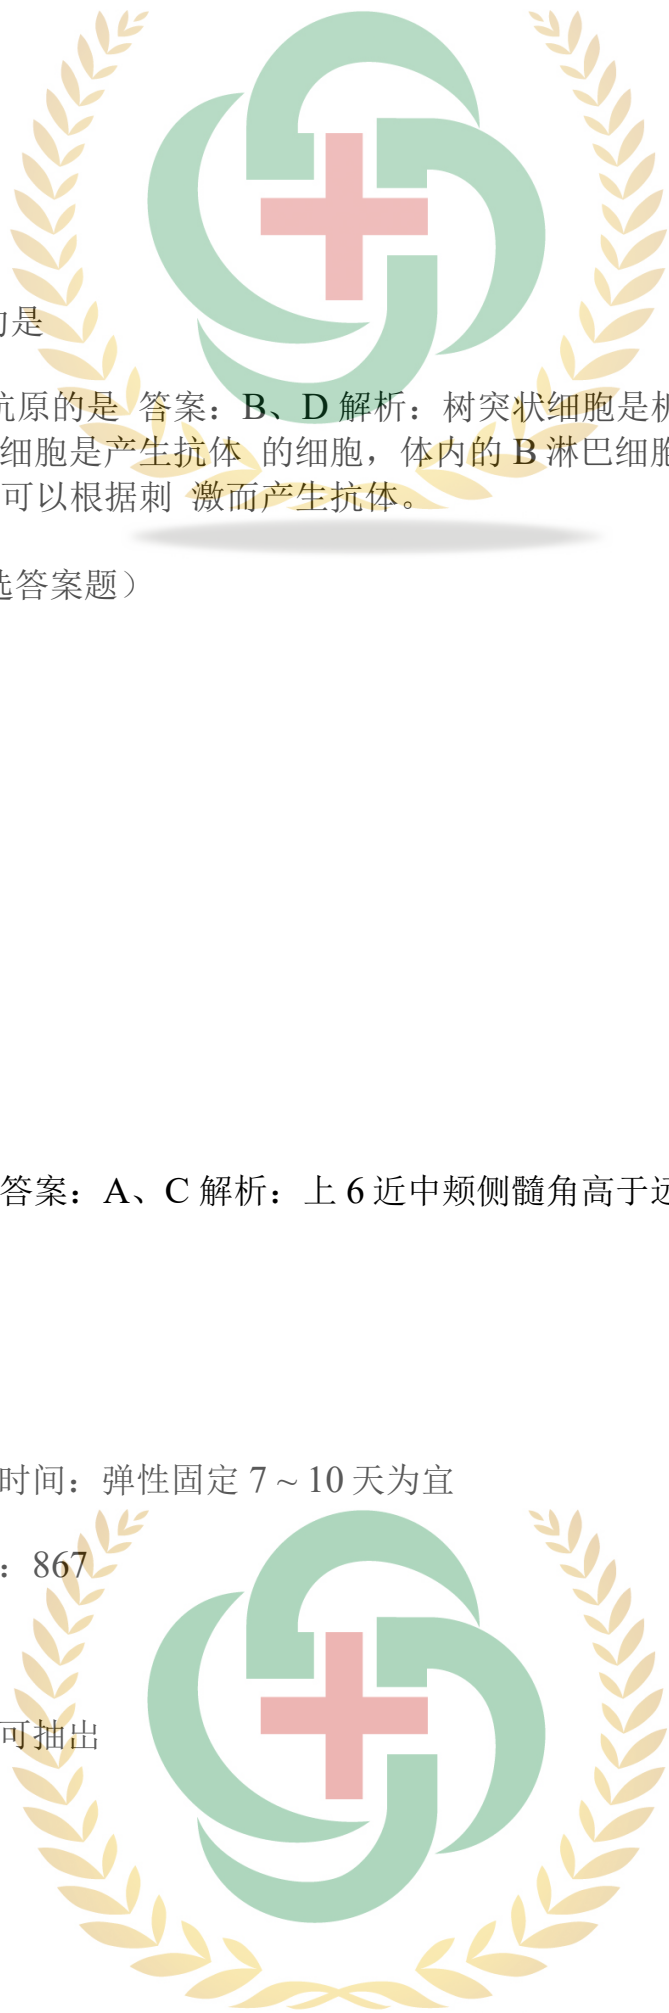 的是
抗原的是 答案：B、D 解析：树突状细胞是机
细胞是产生抗体 的细胞，体内的 B 淋巴细胞
可以根据刺 激而产生抗体。
选答案题）
答案：A、C 解析：上 6 近中颊侧髓角高于远
时间：弹性固定 7 ~ 10 天为宜
：867
可抽出